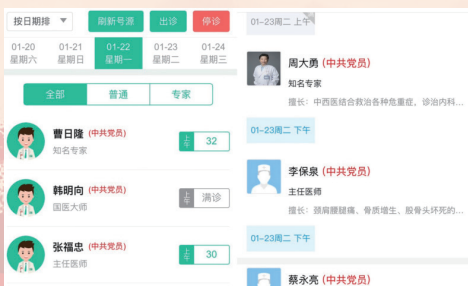 按日期排
刷新号源
出诊
停诊
01-20
星期六
01-21
星期日
01-22
星期一
01-23
星期二
01-24
星期三
全部
普通
专家
曹日隆 (中共党员)
知名专家
上午 32
韩明向 (中共党员)
国医大师
上午 满诊
张福忠 (中共党员)
主任医师
上午 30
01-23周二 上午
周大勇 (中共党员)
知名专家
擅长: 中西医结合救治各种危重症, 诊治内科...
01-23周二 下午
李保泉 (中共党员)
主任医师
擅长: 颈肩腰腿痛、骨质增生、股骨头坏死的...
01-23周二 下午
蔡永亮 (中共党员)